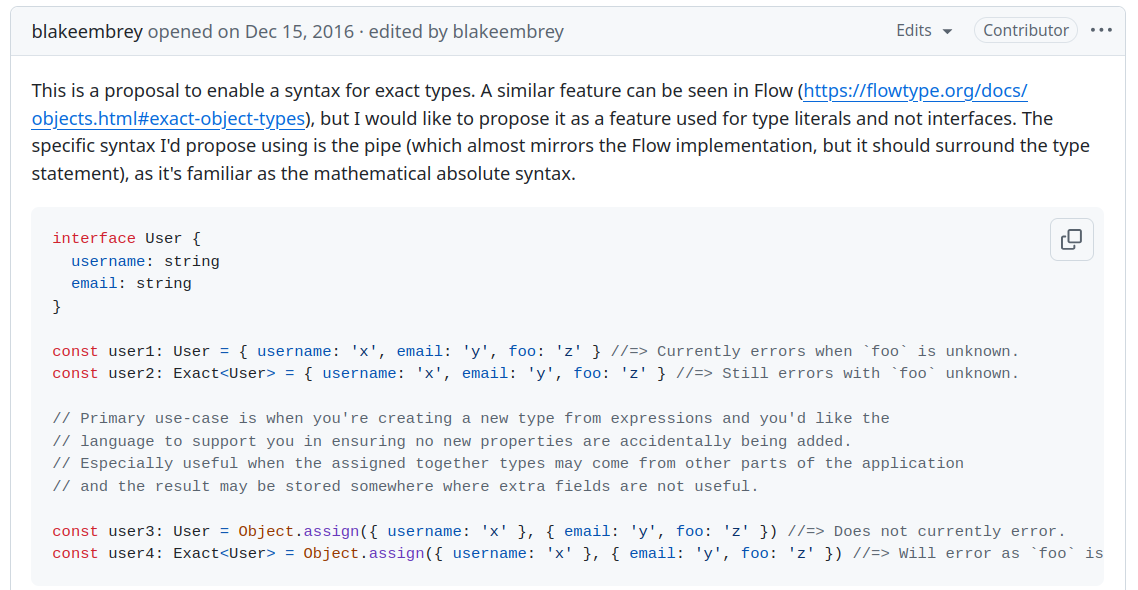 blakeembrey opened on Dec 15, 2016 · edited by blakeembrey Edits Contributor
This is a proposal to enable a syntax for exact types. A similar feature can be seen in Flow (https://flowtype.org/docs/
objects.html#exact-object-types), but I would like to propose it as a feature used for type literals and not interfaces. The
specific syntax I'd propose using is the pipe (which almost mirrors the Flow implementation, but it should surround the type
statement), as it's familiar as the mathematical absolute syntax.
interface User {
  username: string
  email: string
}
const user1: User = { username: 'x', email: 'y', foo: 'z' } //=> Currently errors when `foo` is unknown.
const user2: Exact<User> = { username: 'x', email: 'y', foo: 'z' } //=> Still errors with `foo` unknown.
// Primary use-case is when you're creating a new type from expressions and you'd like the
// language to support you in ensuring no new properties are accidentally being added.
// Especially useful when the assigned together types may come from other parts of the application
// and the result may be stored somewhere where extra fields are not useful.
const user3: User = Object.assign({ username: 'x' }, { email: 'y', foo: 'z' }) //=> Does not currently error.
const user4: Exact<User> = Object.assign({ username: 'x' }, { email: 'y', foo: 'z' }) //=> Will error as `foo` is